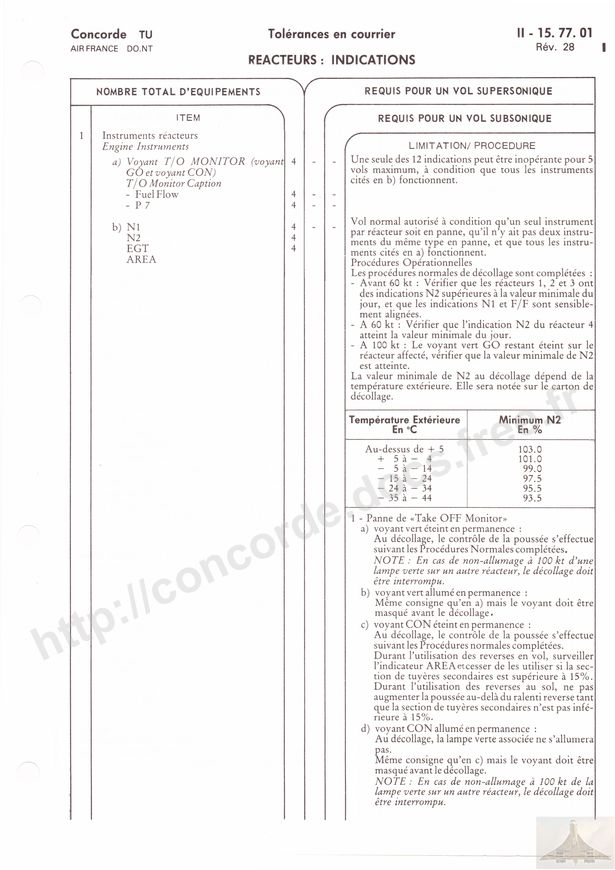 Concorde TU
AIR FRANCE DO.NT
Tolérances en courrier
II - 15. 77. 01
Rév. 28
REACTEURS : INDICATIONS
NOMBRE TOTAL D'EQUIPEMENTS
REQUIS POUR UN VOL SUPERSONIQUE
REQUIS POUR UN VOL SUBSONIQUE
ITEM
LIMITATION/ PROCEDURE
1 Instruments réacteurs
Engine Instruments
a) Voyant T/O MONITOR (voyant 4 - -
GO et voyant CON)
T/O Monitor Caption
- Fuel Flow 4 - -
- P 7 4 - -
b) N1 4 - -
N2 4
EGT 4
AREA
Une seule des 12 indications peut être inopérante pour 5
vols maximum, à condition que tous les instruments
cités en b) fonctionnent.
Vol normal autorisé à condition qu'un seul instrument
par réacteur soit en panne, qu'il n'y ait pas deux instru-
ments du même type en panne, et que tous les instru-
ments cités en a) fonctionnent.
Procédures Opérationnelles
Les procédures normales de décollage sont complétées :
- Avant 60 kt : Vérifier que les réacteurs 1, 2 et 3 ont
des indications N2 supérieures à la valeur minimale du
jour, et que les indications N1 et F/F sont sensible-
ment alignées.
- A 60 kt : Vérifier que l'indication N2 du réacteur 4
atteint la valeur minimale du jour.
- A 100 kt : Le voyant vert GO restant éteint sur le
réacteur affecté, vérifier que la valeur minimale de N2
est atteinte.
La valeur minimale de N2 au décollage dépend de la
température extérieure. Elle sera notée sur le carton de
décollage.
Température Extérieure Minimum N2
En °C En %
Au-dessus de + 5 103.0
+ 5 à - 4 101.0
- 5 à - 14 99.0
- 15 à - 24 97.5
- 24 à - 34 95.5
- 35 à - 44 93.5
1 - Panne de «Take OFF Monitor»
a) voyant vert éteint en permanence :
Au décollage, le contrôle de la poussée s'effectue
suivant les Procédures Normales complétées.
NOTE : En cas de non-allumage à 100 kt d'une
lampe verte sur un autre réacteur, le décollage doit
être interrompu.
b) voyant vert allumé en permanence :
Même consigne qu'en a) mais le voyant doit être
masqué avant le décollage.
c) voyant CON éteint en permanence :
Au décollage, le contrôle de la poussée s'effectue
suivant les Procédures normales complétées.
Durant l'utilisation des reverses en vol, surveiller
l'indicateur AREA et cesser de les utiliser si la sec-
tion de tuyères secondaires est supérieure à 15%.
Durant l'utilisation des reverses au sol, ne pas
augmenter la poussée au-delà du ralenti reverse tant
que la section de tuyères secondaires n'est pas infé-
rieure à 15%.
d) voyant CON allumé en permanence :
Au décollage, la lampe verte associée ne s'allumera
pas.
Même consigne qu'en c) mais le voyant doit être
masqué avant le décollage.
NOTE : En cas de non-allumage à 100 kt de la
lampe verte sur un autre réacteur, le décollage doit
être interrompu.
http://concorde.docs.free.fr